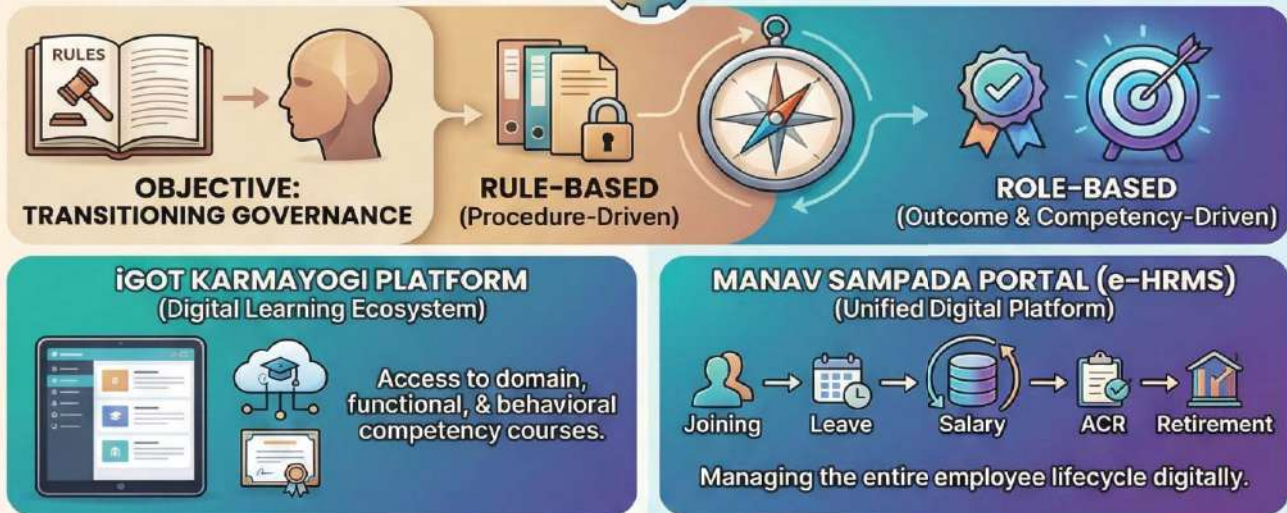 RULES
OBJECTIVE:
TRANSITIONING GOVERNANCE
RULE-BASED
(Procedure-Driven)
ROLE-BASED
(Outcome & Competency-Driven)
iGOT KARMAYOGI PLATFORM
(Digital Learning Ecosystem)
Access to domain,
functional, & behavioral
competency courses.
MANAV SAMPADA PORTAL (e-HRMS)
(Unified Digital Platform)
Joining
Leave
Salary
ACR
Retirement
Managing the entire employee lifecycle digitally.